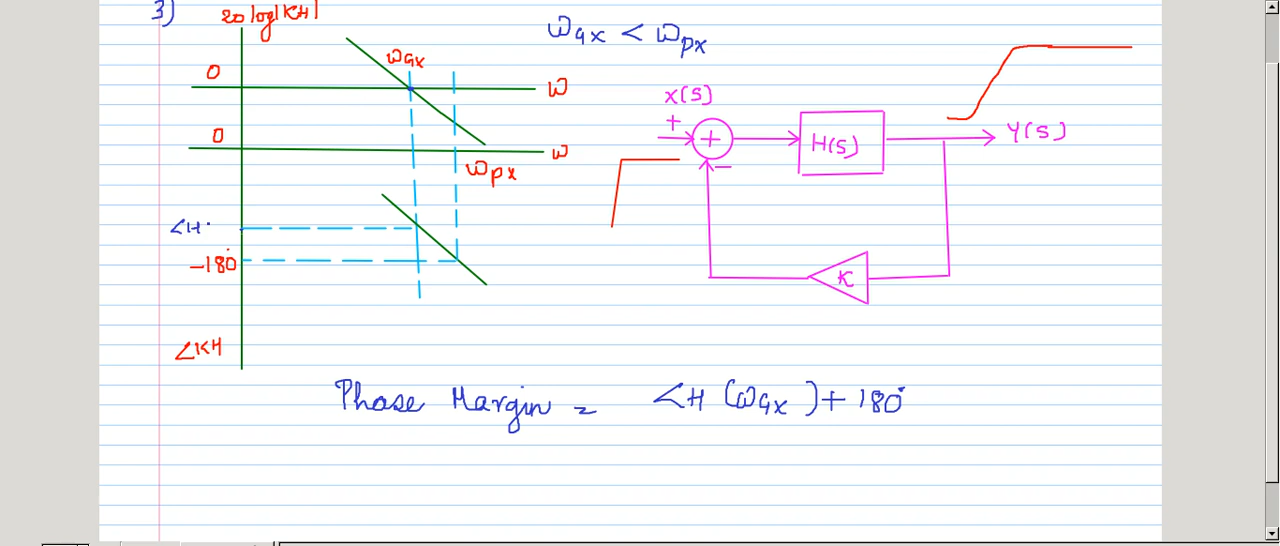 3)
20 log|KH|
ωGx < ωpx
ωGx
0
ω
X(S)
+
+
H(S)
Y(S)
0
ω
−
ωpx
∠H
-180°
K
∠KH
Phase Margin = ∠H (ωGx) + 180°